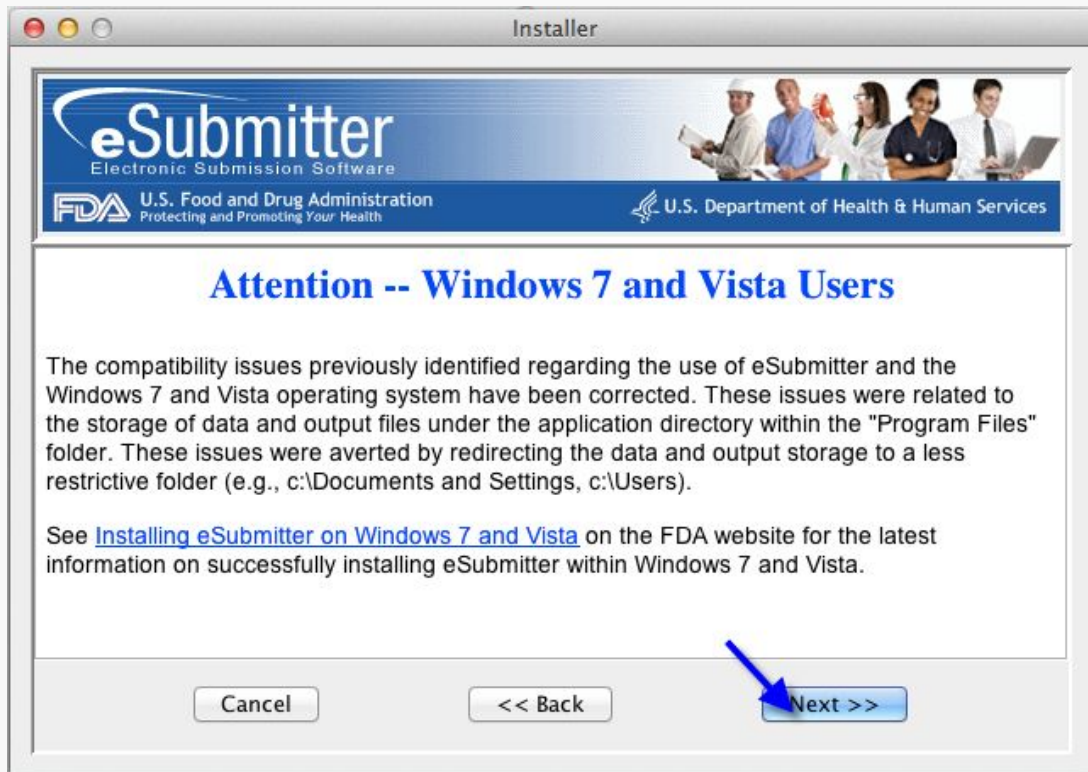 Installer
eSubmitter
Electronic Submission Software
FDA U.S. Food and Drug Administration
Protecting and Promoting Your Health
U.S. Department of Health & Human Services
Attention -- Windows 7 and Vista Users
The compatibility issues previously identified regarding the use of eSubmitter and the
Windows 7 and Vista operating system have been corrected. These issues were related to
the storage of data and output files under the application directory within the "Program Files"
folder. These issues were averted by redirecting the data and output storage to a less
restrictive folder (e.g., c:\Documents and Settings, c:\Users).
See Installing eSubmitter on Windows 7 and Vista on the FDA website for the latest
information on successfully installing eSubmitter within Windows 7 and Vista.
Cancel
<< Back
Next >>